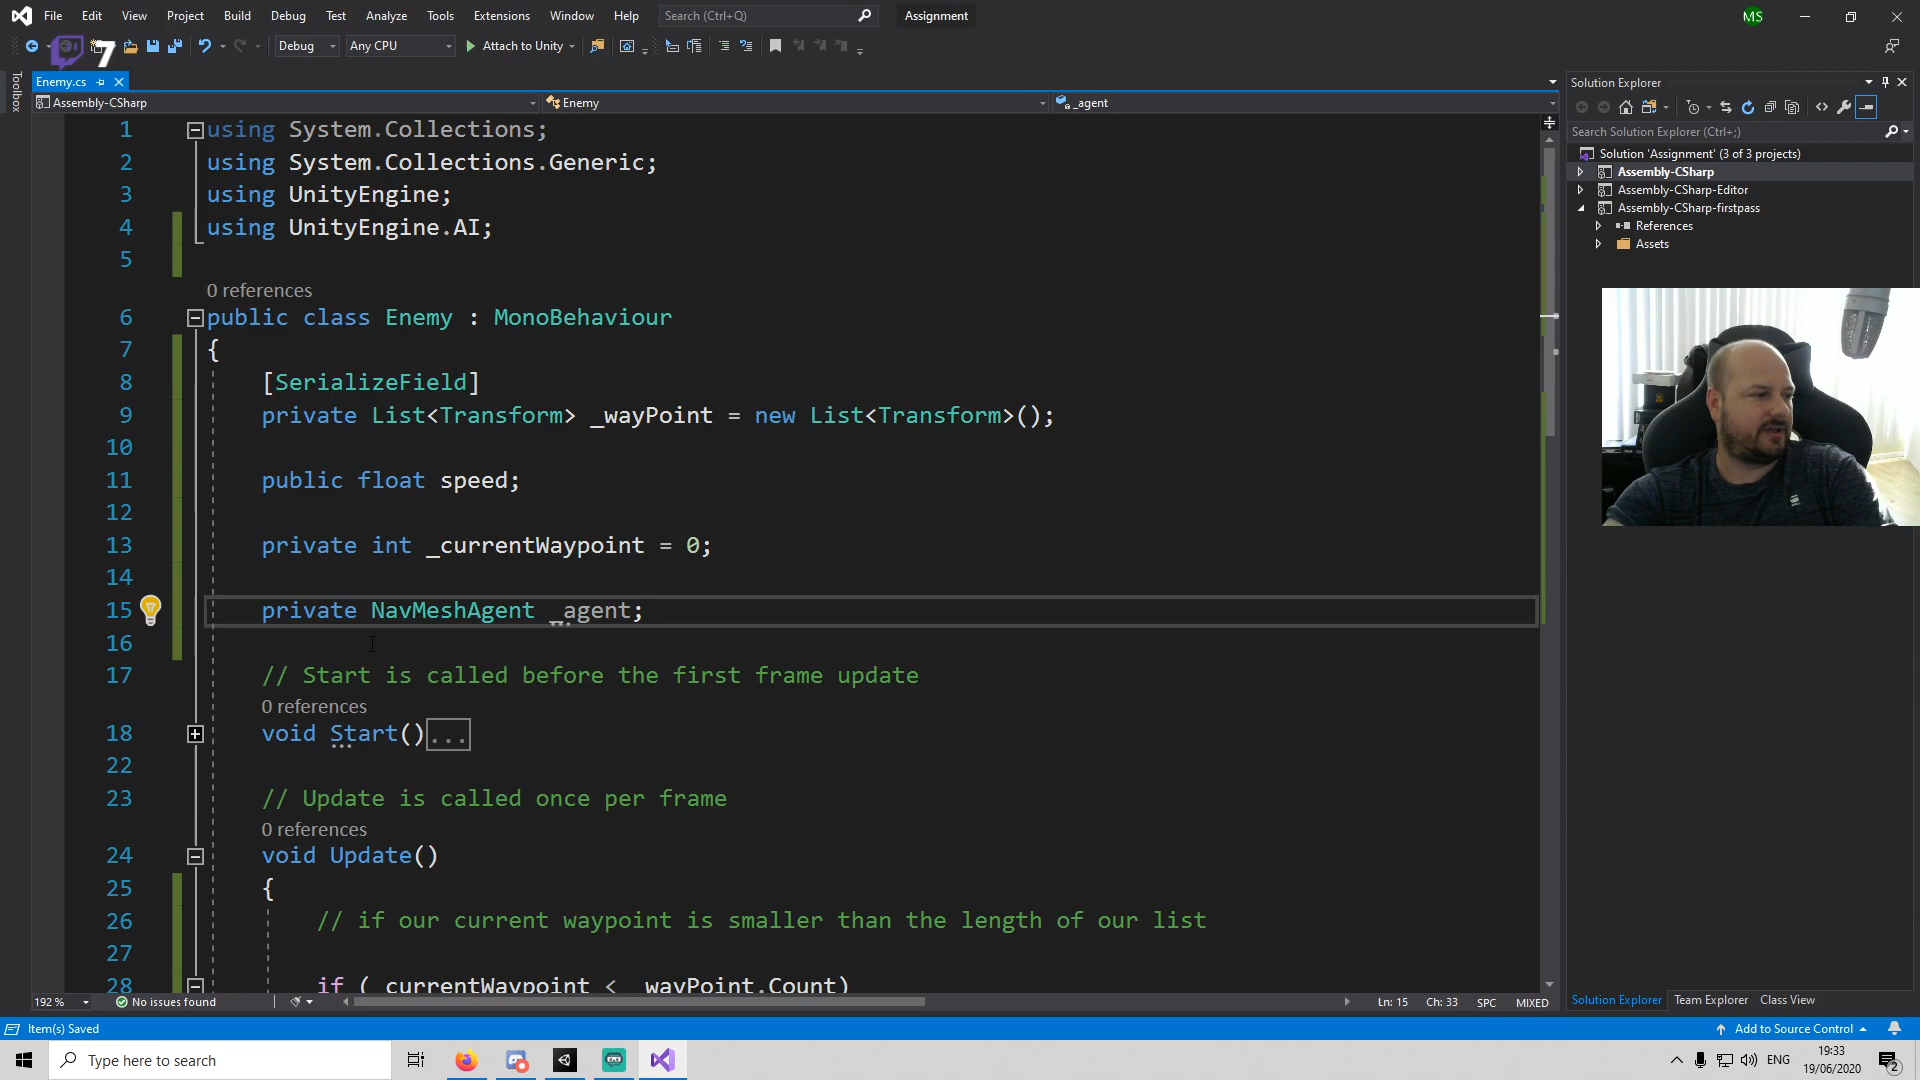 File Edit View Project Build Debug Test Analyze Tools Extensions Window Help Search (Ctrl+Q) Assignment MS
7 Debug Any CPU Attach to Unity
Toolbox
Enemy.cs
Assembly-CSharp Enemy _agent
1 using System.Collections;
2 using System.Collections.Generic;
3 using UnityEngine;
4 using UnityEngine.AI;
5
0 references
6 public class Enemy : MonoBehaviour
7 {
8 [SerializeField]
9 private List<Transform> _wayPoint = new List<Transform>();
10
11 public float speed;
12
13 private int _currentWaypoint = 0;
14
15 private NavMeshAgent _agent;
16
17 // Start is called before the first frame update
0 references
18 void Start()...
22
23 // Update is called once per frame
0 references
24 void Update()
25 {
26 // if our current waypoint is smaller than the length of our list
27
28 if (_currentWaypoint < _wayPoint.Count)
192 % No issues found Ln: 15 Ch: 33 SPC MIXED
Solution Explorer
Search Solution Explorer (Ctrl+;)
Solution 'Assignment' (3 of 3 projects)
Assembly-CSharp
Assembly-CSharp-Editor
Assembly-CSharp-firstpass
References
Assets
Solution Explorer Team Explorer Class View
Item(s) Saved Add to Source Control
Type here to search ENG 19:33
19/06/2020 2